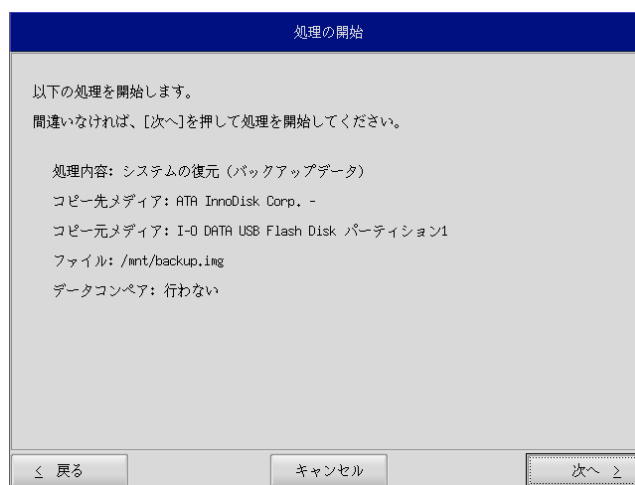 処理の開始
以下の処理を開始します。
間違いなければ、[次へ]を押して処理を開始してください。
処理内容: システムの復元 (バックアップデータ)
コピー先メディア: ATA InnoDisk Corp. -
コピー元メディア: I-O DATA USB Flash Disk パーティション1
ファイル: /mnt/backup.img
データコンペア: 行わない
< 戻る
キャンセル
次へ >